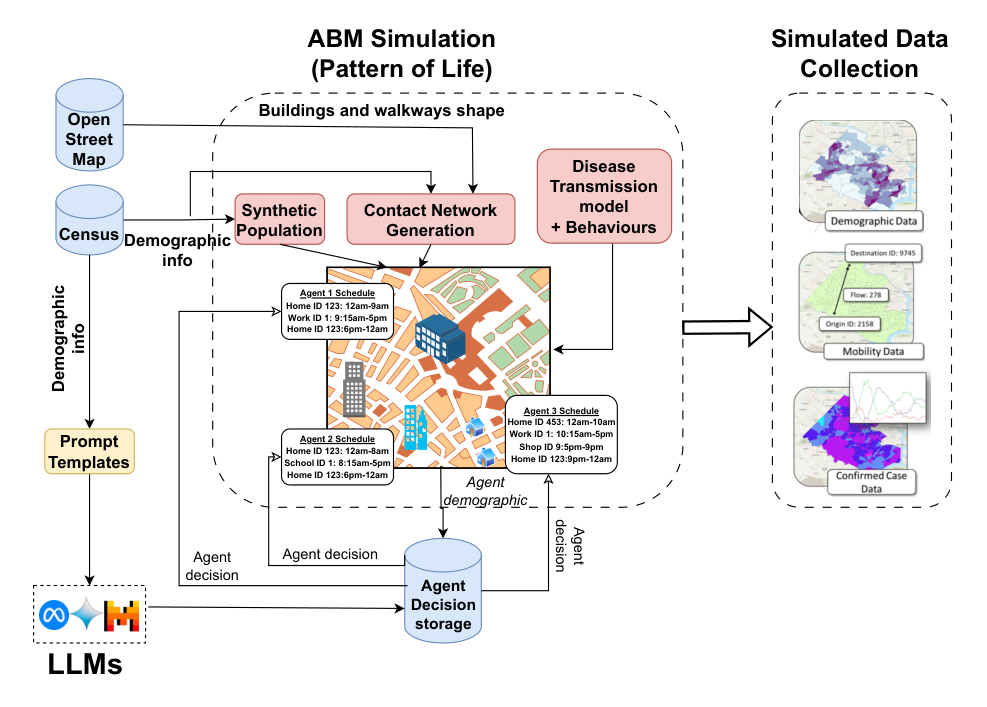 ABM Simulation
(Pattern of Life)
Simulated Data
Collection
Buildings and walkways shape
Open
Street
Map
Census
Demographic
info
Synthetic
Population
Contact Network
Generation
Disease
Transmission
model
+ Behaviours
Demographic
info
Prompt
Templates
LLMs
Agent 1 Schedule
Home ID 123: 12am-9am
Work ID 1: 9:15am-5pm
Home ID 123:6pm-12am
Agent 2 Schedule
Home ID 123: 12am-8am
School ID 1: 8:15am-5pm
Home ID 123:6pm-12am
Agent 3 Schedule
Home ID 453: 12am-10am
Work ID 1: 10:15am-5pm
Shop ID 9:5pm-9pm
Home ID 123:9pm-12am
Agent
demographic
Agent decision
Agent
decision
Agent
decision
Agent
Decision
storage
Demographic Data
Destination ID: 9745
Flow: 278
Origin ID: 2158
Mobility Data
Confirmed Case
Data